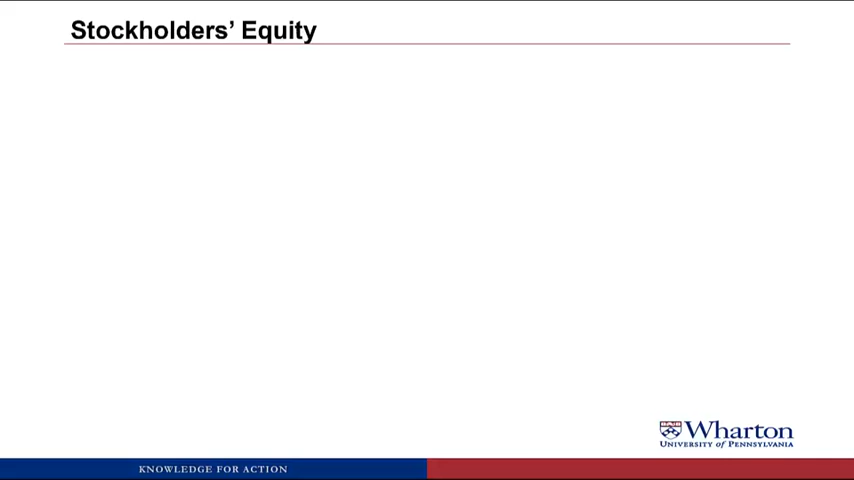 Stockholders’ Equity
Wharton
UNIVERSITY of PENNSYLVANIA
KNOWLEDGE FOR ACTION